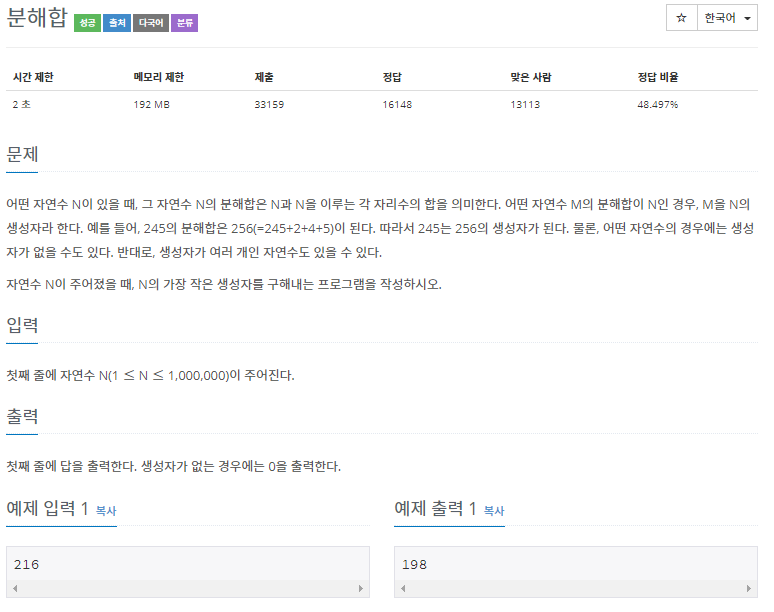 분해합 성공 출처 다국어 분류
☆ 한국어
시간 제한 메모리 제한 제출 정답 맞은 사람 정답 비율
2 초 192 MB 33159 16148 13113 48.497%
문제
어떤 자연수 N이 있을 때, 그 자연수 N의 분해합은 N과 N을 이루는 각 자리수의 합을 의미한다. 어떤 자연수 M의 분해합이 N인 경우, M을 N의
생성자라 한다. 예를 들어, 245의 분해합은 256(=245+2+4+5)이 된다. 따라서 245는 256의 생성자가 된다. 물론, 어떤 자연수의 경우에는 생성
자가 없을 수도 있다. 반대로, 생성자가 여러 개인 자연수도 있을 수 있다.
자연수 N이 주어졌을 때, N의 가장 작은 생성자를 구해내는 프로그램을 작성하시오.
입력
첫째 줄에 자연수 N(1 ≤ N ≤ 1,000,000)이 주어진다.
출력
첫째 줄에 답을 출력한다. 생성자가 없는 경우에는 0을 출력한다.
예제 입력 1 복사
216
예제 출력 1 복사
198